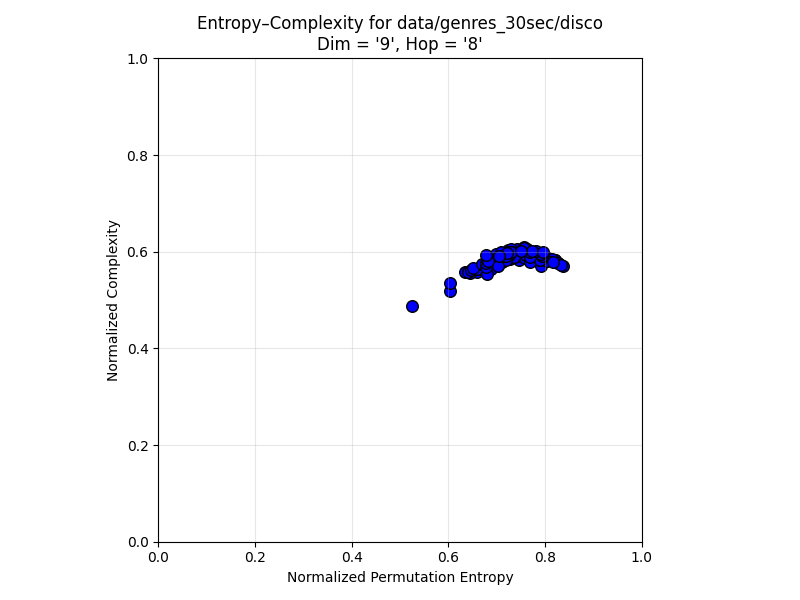 Entropy–Complexity for data/genres_30sec/disco
Dim = '9', Hop = '8'
1.0
0.8
0.6
0.4
0.2
0.0
Normalized Complexity
0.0 0.2 0.4 0.6 0.8 1.0
Normalized Permutation Entropy